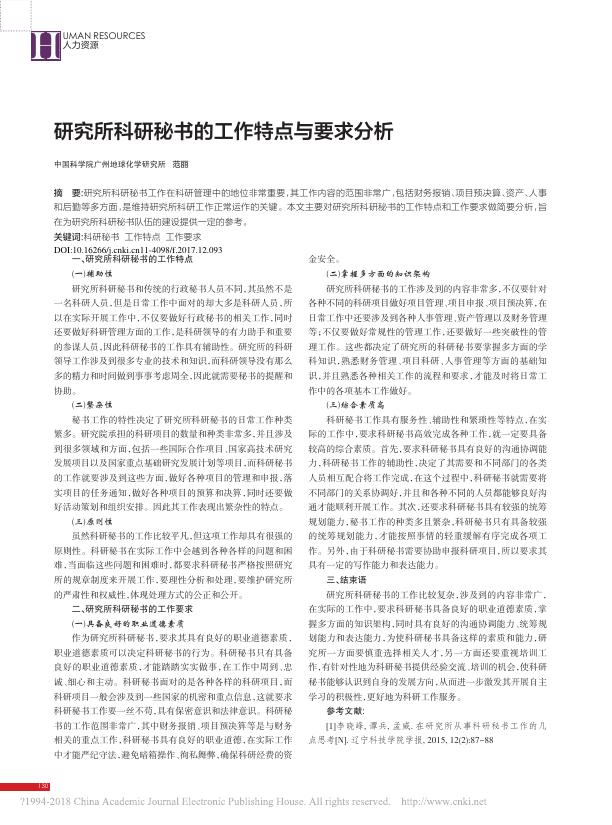 UMAN RESOURCES
人力资源
研究所科研秘书的工作特点与要求分析
中国科学院广州地球化学研究所 范丽
摘 要:研究所科研秘书工作在科研管理中的地位非常重要,其工作内容的范围非常广,包括财务报销、项目预决算、资产、人事
和后勤等多方面,是维持研究所科研工作正常运作的关键。本文主要对研究所科研秘书的工作特点和工作要求做简要分析,旨
在为研究所科研秘书队伍的建设提供一定的参考。
关键词:科研秘书 工作特点 工作要求
DOI:10.16266/j.cnki.cn11-4098/f.2017.12.093
一、研究所科研秘书的工作特点
(一)辅助性
研究所科研秘书和传统的行政秘书人员不同,其虽然不是
一名科研人员,但是日常工作中面对的却大多是科研人员,所
以在实际开展工作中,不仅要做好行政秘书的相关工作,同时
还要做好科研管理方面的工作,是科研领导的有力助手和重要
的参谋人员,因此科研秘书的工作具有辅助性。研究所的科研
领导工作涉及到很多专业的技术和知识,而科研领导没有那么
多的精力和时间做到事事考虑周全,因此就需要秘书的提醒和
协助。
(二)繁杂性
秘书工作的特性决定了研究所科研秘书的日常工作种类
繁多。研究院承担的科研项目的数量和种类非常多,并且涉及
到很多领域和方面,包括一些国际合作项目、国家高技术研究
发展项目以及国家重点基础研究发展计划等项目,而科研秘书
的工作就要涉及到这些方面,做好各种项目的管理和申报,落
实项目的任务通知,做好各种项目的预算和决算,同时还要做
好活动策划和组织安排。因此其工作表现出繁杂性的特点。
(三)原则性
虽然科研秘书的工作比较平凡,但这项工作却具有很强的
原则性。科研秘书在实际工作中会越到各种各样的问题和困
难,当面临这些问题和困难时,都要求科研秘书严格按照研究
所的规章制度来开展工作,要理性分析和处理,要维护研究所
的严肃性和权威性,体现处理方式的公正和公开。
二、研究所科研秘书的工作要求
(一)具备良好的职业道德素质
作为研究所科研秘书,要求其具有良好的职业道德素质,
职业道德素质可以决定科研秘书的行为。科研秘书只有具备
良好的职业道德素质,才能踏踏实实做事,在工作中周到、忠
诚、细心和主动。科研秘书面对的是各种各样的科研项目,而
科研项目一般会涉及到一些国家的机密和重点信息,这就要求
科研秘书工作要一丝不苟,具有保密意识和法律意识。科研秘
书的工作范围非常广,其中财务报销、项目预决算等是与财务
相关的重点工作,科研秘书具有良好的职业道德,在实际工作
中才能严纪守法,避免暗箱操作、徇私舞弊,确保科研经费的资
金安全。
(二)掌握多方面的知识架构
研究所科研秘书的工作涉及到的内容非常多,不仅要针对
各种不同的科研项目做好项目管理、项目申报、项目预决算,在
日常工作中还要涉及到各种人事管理,资产管理以及财务管理
等;不仅要做好常规性的管理工作,还要做好一些突破性的管
理工作。这些都决定了研究所的科研秘书要掌握多方面的学
科知识,熟悉财务管理、项目科研、人事管理等方面的基础知
识,并且熟悉各种相关工作的流程和要求,才能及时将日常工
作中的各项基本工作做好。
(三)综合素质高
科研秘书工作具有服务性、辅助性和繁琐性等特点,在实
际的工作中,要求科研秘书高效完成各种工作,就一定要具备
较高的综合素质。首先,要求科研秘书具有良好的沟通协调能
力,科研秘书工作的辅助性,决定了其需要和不同部门的各类
人员相互配合将工作完成,在这个过程中,科研秘书就需要将
不同部门的关系协调好,并且和各种不同的人员都能够良好沟
通才能顺利开展工作。其次,还要求科研秘书具有较强的统筹
规划能力,秘书工作的种类多且繁杂,科研秘书只有具备较强
的统筹规划能力,才能按照事情的轻重缓解有序完成各项工
作。另外,由于科研秘书需要协助申报科研项目,所以要求其
具有一定的写作能力和表达能力。
三、结束语
研究所科研秘书的工作比较复杂,涉及到的内容非常广,
在实际的工作中,要求科研秘书具备良好的职业道德素质,掌
握多方面的知识架构,同时具有良好的沟通协调能力、统筹规
划能力和表达能力,为使科研秘书具备这样的素质和能力,研
究所一方面要慎重选择相关人才,另一方面还要重视培训工
作,有针对性地为科研秘书提供经验交流、培训的机会,使科研
秘书能够认识到自身的发展方向,从而进一步激发其开展自主
学习的积极性,更好地为科研工作服务。
参考文献:
[1]李晓峰,谭兵,孟威.在研究所从事科研秘书工作的几
点思考[N].辽宁科技学院学报,2015,12(2):87-88
130
?1994-2018 China Academic Journal Electronic Publishing House. All rights reserved. http://www.cnki.net